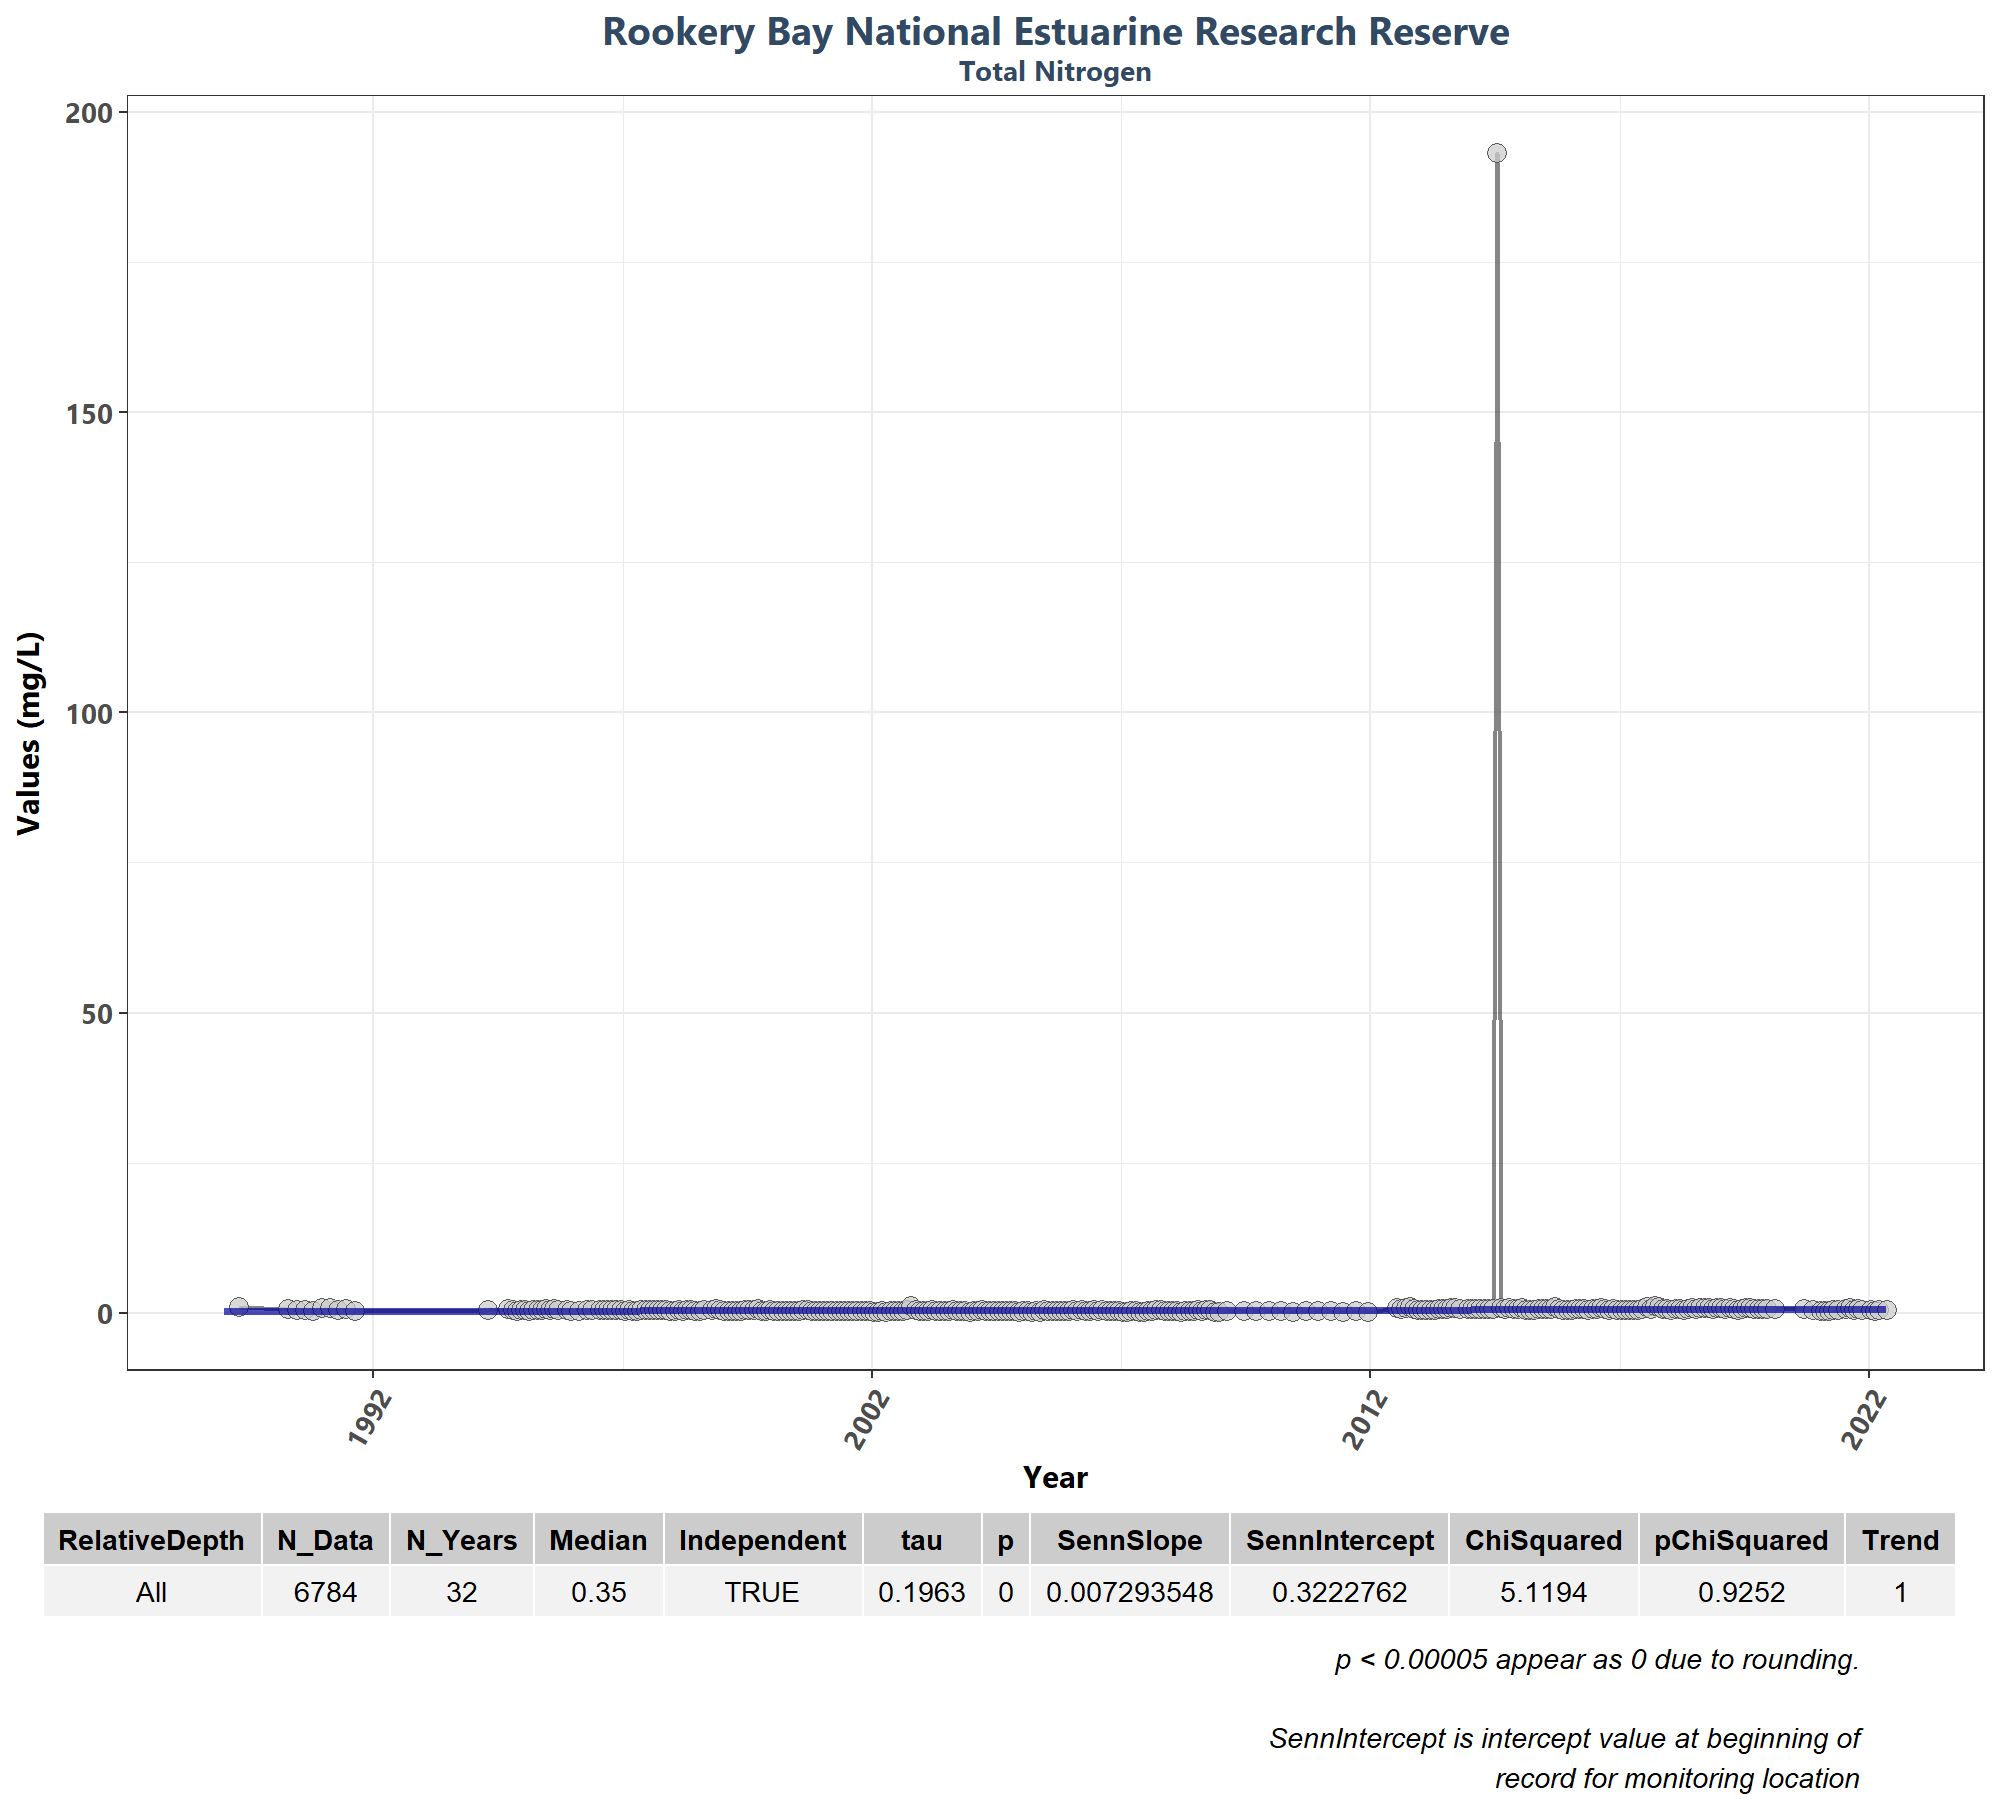 Rookery Bay National Estuarine Research Reserve
Total Nitrogen
200
150
100
50
0
Values (mg/L)
1992
2002
2012
2022
Year
RelativeDepth N_Data N_Years Median Independent tau p SennSlope SennIntercept ChiSquared pChiSquared Trend
All 6784 32 0.35 TRUE 0.1963 0 0.007293548 0.3222762 5.1194 0.9252 1
p < 0.00005 appear as 0 due to rounding.
SennIntercept is intercept value at beginning of
record for monitoring location